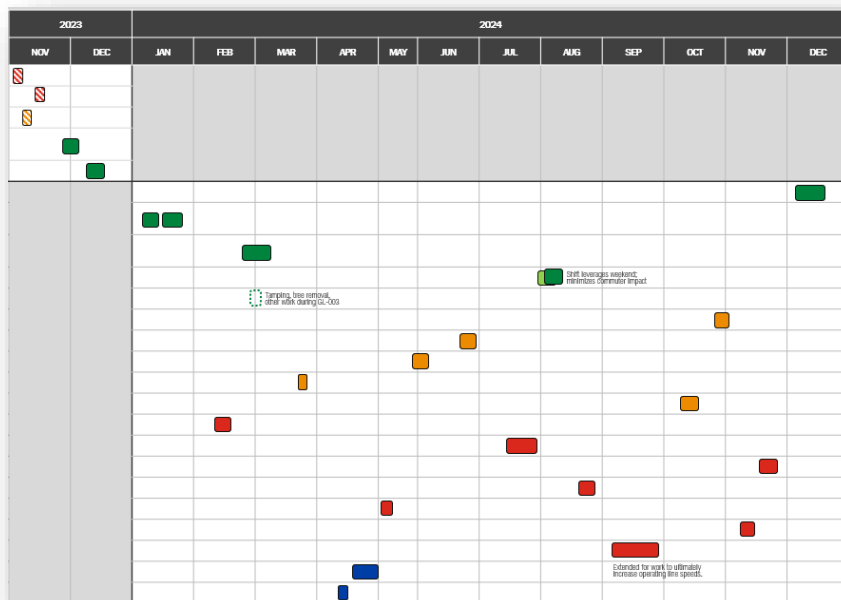 2023 2024
NOV DEC JAN FEB MAR APR MAY JUN JUL AUG SEP OCT NOV DEC
Shift leverages weekend;
minimizes commuter impact
Tamping, tree removal,
other work during GL-003
Extended for work to ultimately
increase operating line speeds.